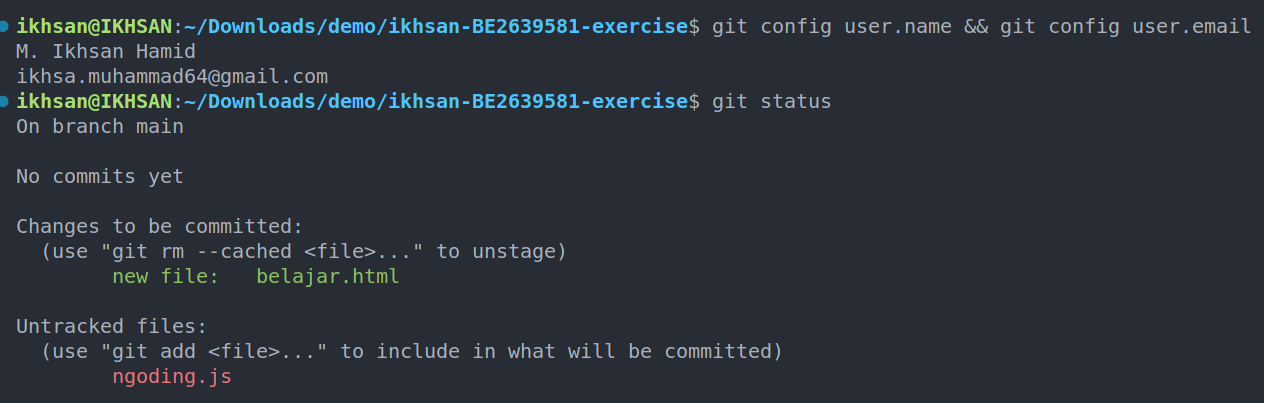 ikhsan@IKHSAN:~/Downloads/demo/ikhsan-BE2639581-exercise$ git config user.name && git config user.email
M. Ikhsan Hamid
ikhsa.muhammad64@gmail.com
ikhsan@IKHSAN:~/Downloads/demo/ikhsan-BE2639581-exercise$ git status
On branch main
No commits yet
Changes to be committed:
  (use "git rm --cached <file>..." to unstage)
        new file:   belajar.html
Untracked files:
  (use "git add <file>..." to include in what will be committed)
        ngoding.js